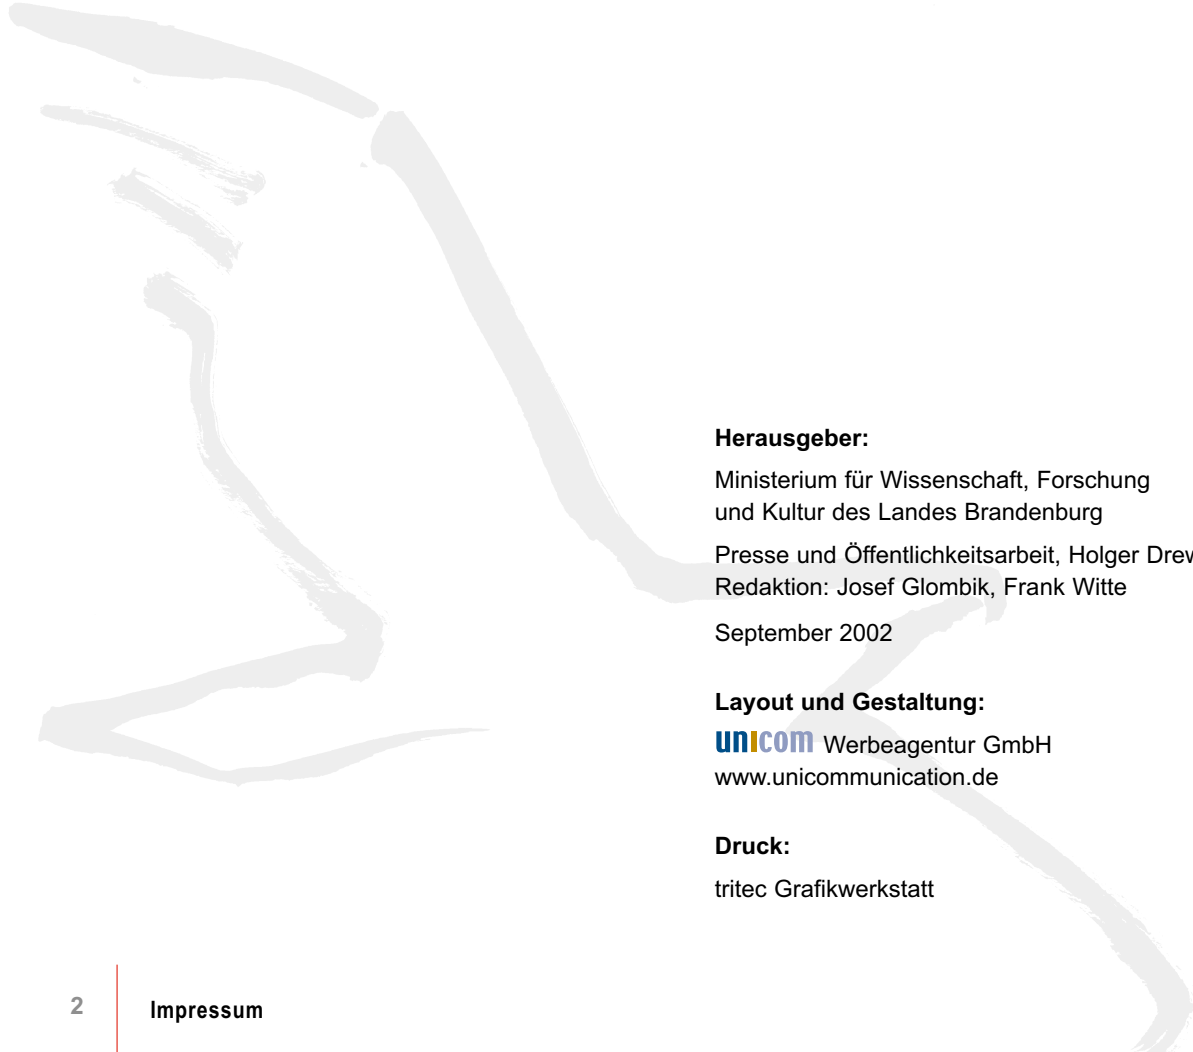 Herausgeber:
Ministerium für Wissenschaft, Forschung
und Kultur des Landes Brandenburg
Presse und Öffentlichkeitsarbeit, Holger
Redaktion: Josef Glombik, Frank Witte
September 2002
Layout und Gestaltung:
unicom Werbeagentur GmbH
www.unicommunication.de
Druck:
tritec Grafikwerkstatt
2
Impressum